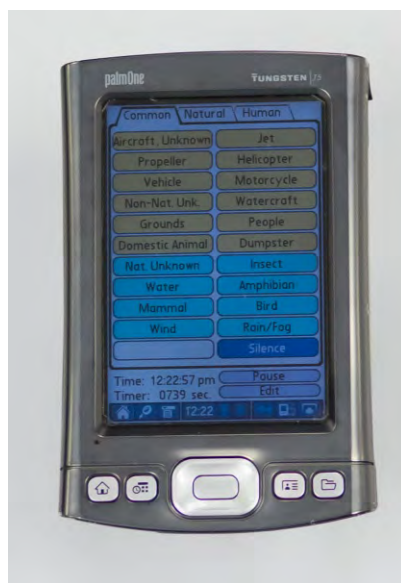 palmOne TUNGSTEN T5
Common Natural Human
Aircraft, Unknown Jet
Propeller Helicopter
Vehicle Motorcycle
Non-Nat. Unk. Watercraft
Grounds People
Domestic Animal Dumpster
Nat. Unknown Insect
Water Amphibian
Mammal Bird
Wind Rain/Fog
Silence
Time: 12:22:57 pm Pause
Timer: 0739 sec. Edit
12:22